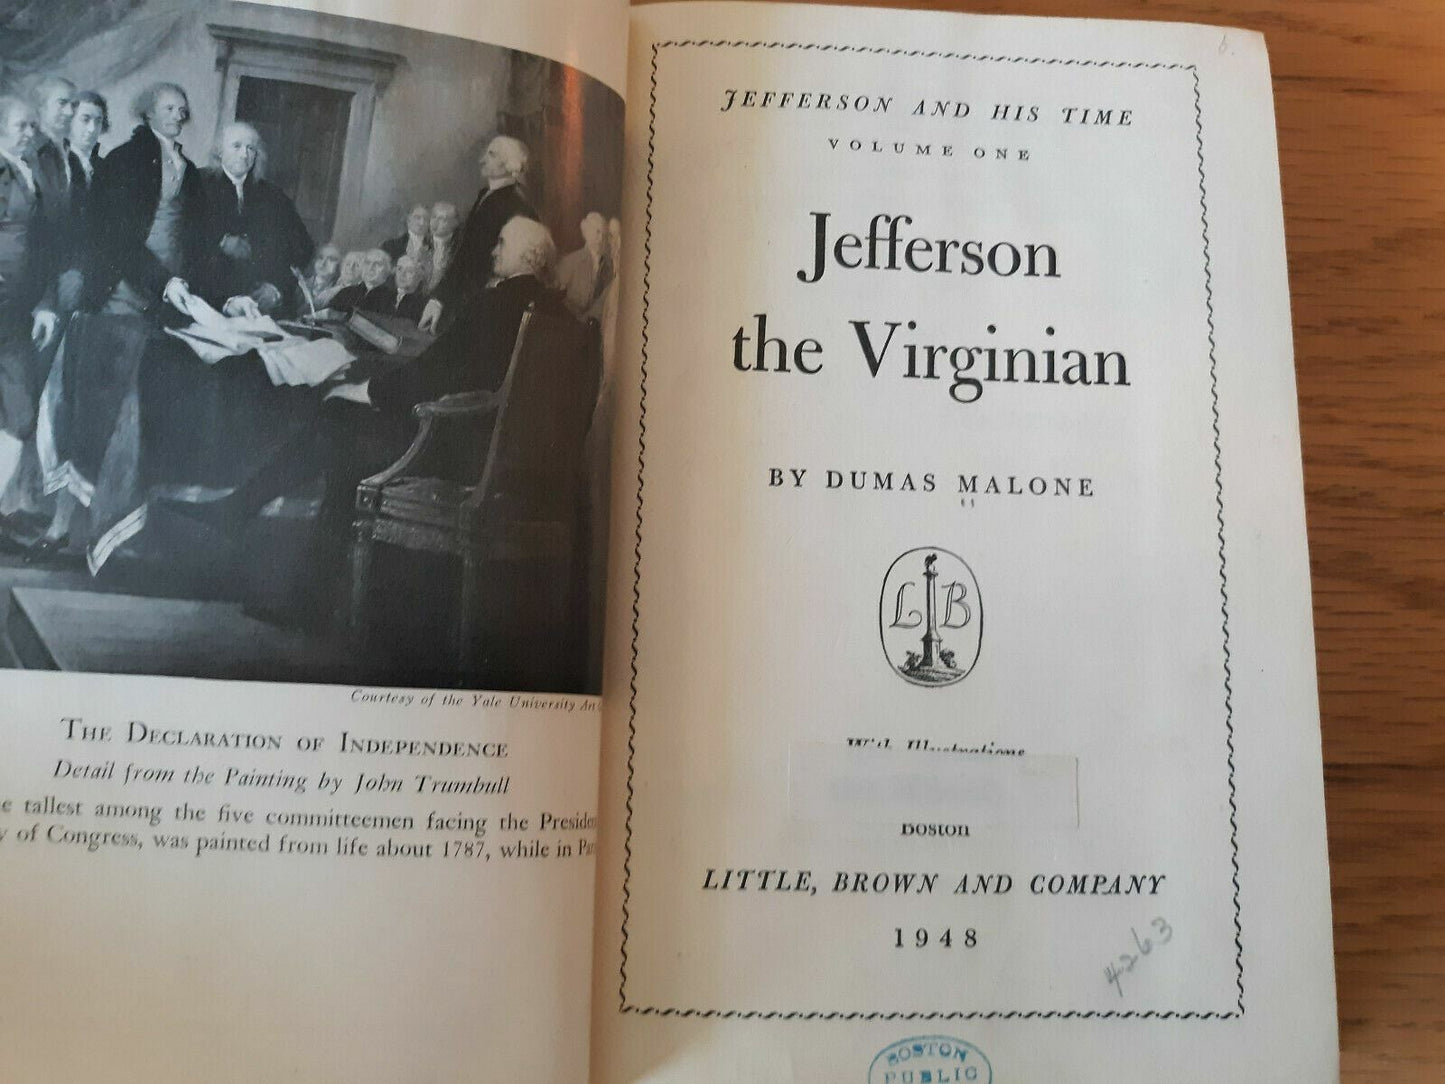 Courtesy of the Yale University Art
THE DECLARATION OF INDEPENDENCE
Detail from the Painting by John Trumbull
tallest among the five committeemen facing the
of Congress, was painted from life about 1787, while in
JEFFERSON AND HIS TIME
VOLUME ONE
Jefferson
the Virginian
BY DUMAS MALONE
L B
With Illustrations
BOSTON
LITTLE, BROWN AND COMPANY
1948
4263
BOSTON
PUBLIC
b.